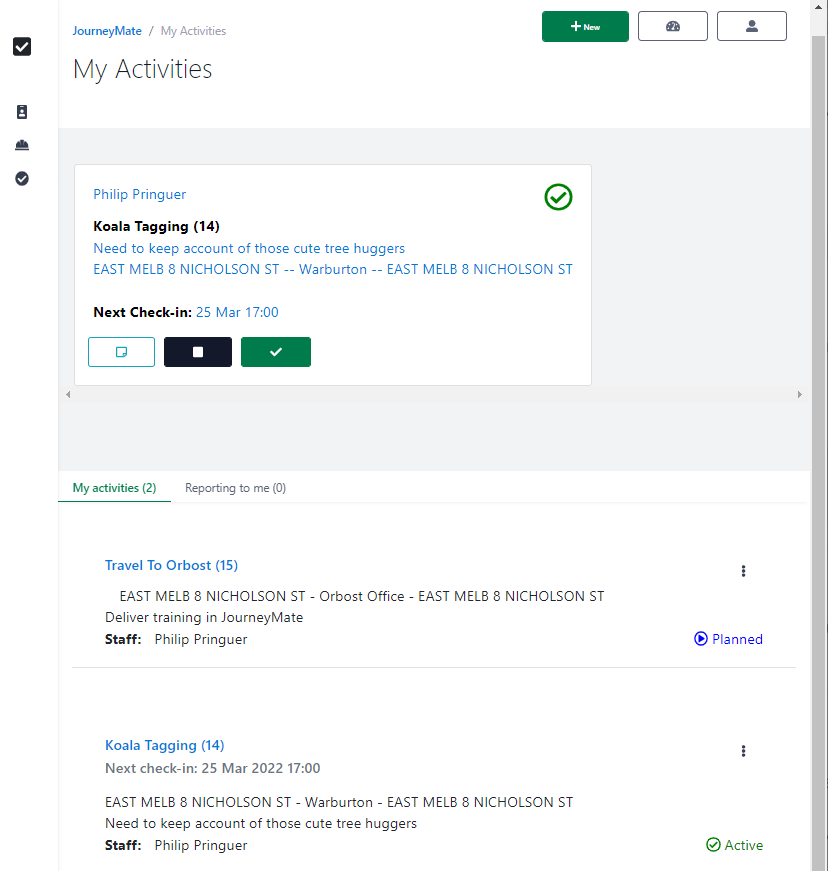 JourneyMate / My Activities
New
My Activities
Philip Pringuer
Koala Tagging (14)
Need to keep account of those cute tree huggers
EAST MELB 8 NICHOLSON ST -- Warburton -- EAST MELB 8 NICHOLSON ST
Next Check-in: 25 Mar 17:00
My activities (2) Reporting to me (0)
Travel To Orbost (15)
EAST MELB 8 NICHOLSON ST - Orbost Office - EAST MELB 8 NICHOLSON ST
Deliver training in JourneyMate
Staff: Philip Pringuer
Planned
Koala Tagging (14)
Next check-in: 25 Mar 2022 17:00
EAST MELB 8 NICHOLSON ST - Warburton - EAST MELB 8 NICHOLSON ST
Need to keep account of those cute tree huggers
Staff: Philip Pringuer
Active